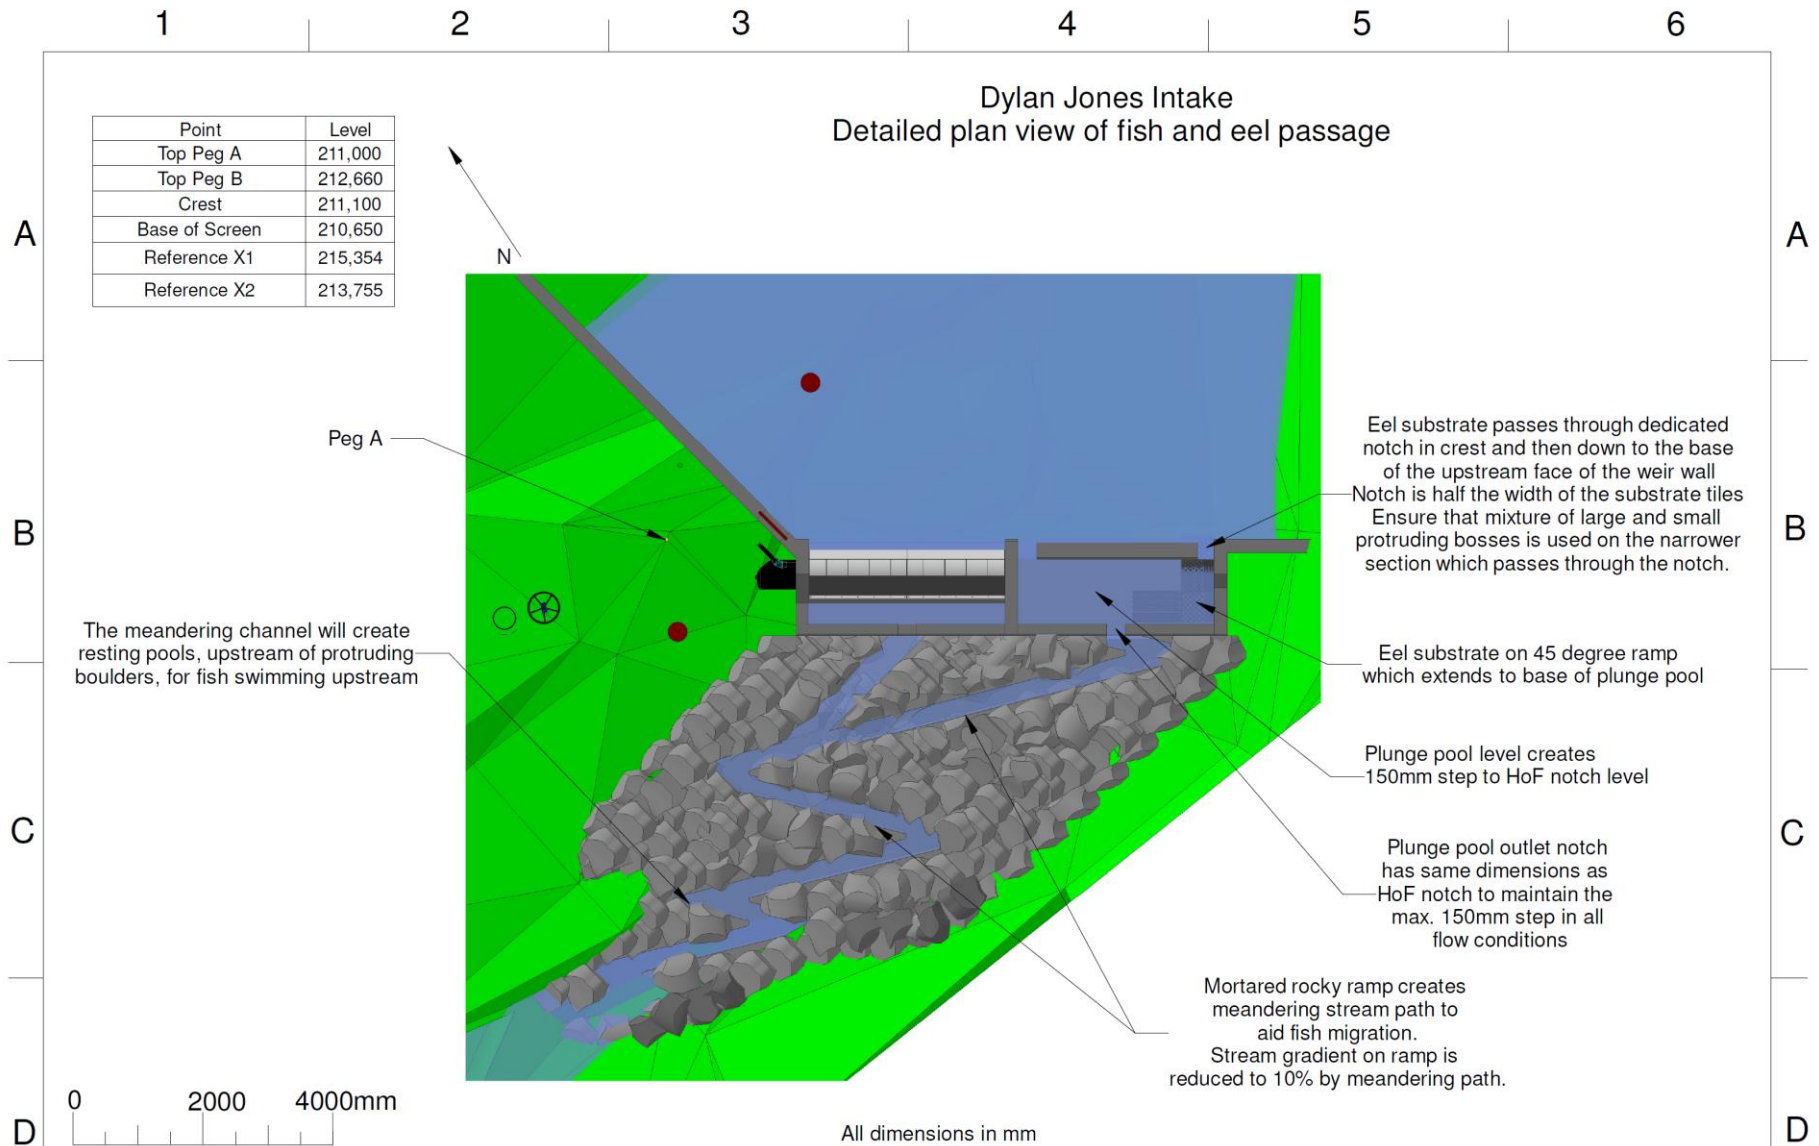 1 2 3 4 5 6
Dylan Jones Intake
Detailed plan view of fish and eel passage
Point Level
Top Peg A 211,000
Top Peg B 212,660
Crest 211,100
Base of Screen 210,650
Reference X1 215,354
Reference X2 213,755
A A
N
Peg A
Eel substrate passes through dedicated
notch in crest and then down to the base
of the upstream face of the weir wall
Notch is half the width of the substrate tiles
Ensure that mixture of large and small
protruding bosses is used on the narrower
section which passes through the notch.
B B
The meandering channel will create
resting pools, upstream of protruding
boulders, for fish swimming upstream
Eel substrate on 45 degree ramp
which extends to base of plunge pool
Plunge pool level creates
150mm step to HoF notch level
C C
Plunge pool outlet notch
has same dimensions as
HoF notch to maintain the
max. 150mm step in all
flow conditions
Mortared rocky ramp creates
meandering stream path to
aid fish migration.
Stream gradient on ramp is
reduced to 10% by meandering path.
0 2000 4000mm
All dimensions in mm
D D